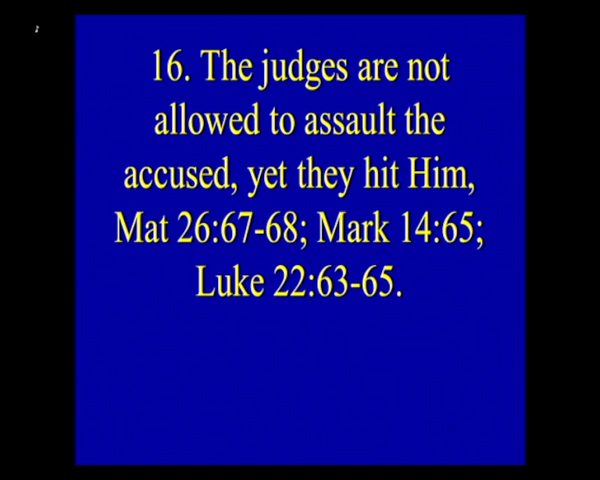 16. The judges are not
allowed to assault the
accused, yet they hit Him,
Mat 26:67-68; Mark 14:65;
Luke 22:63-65.